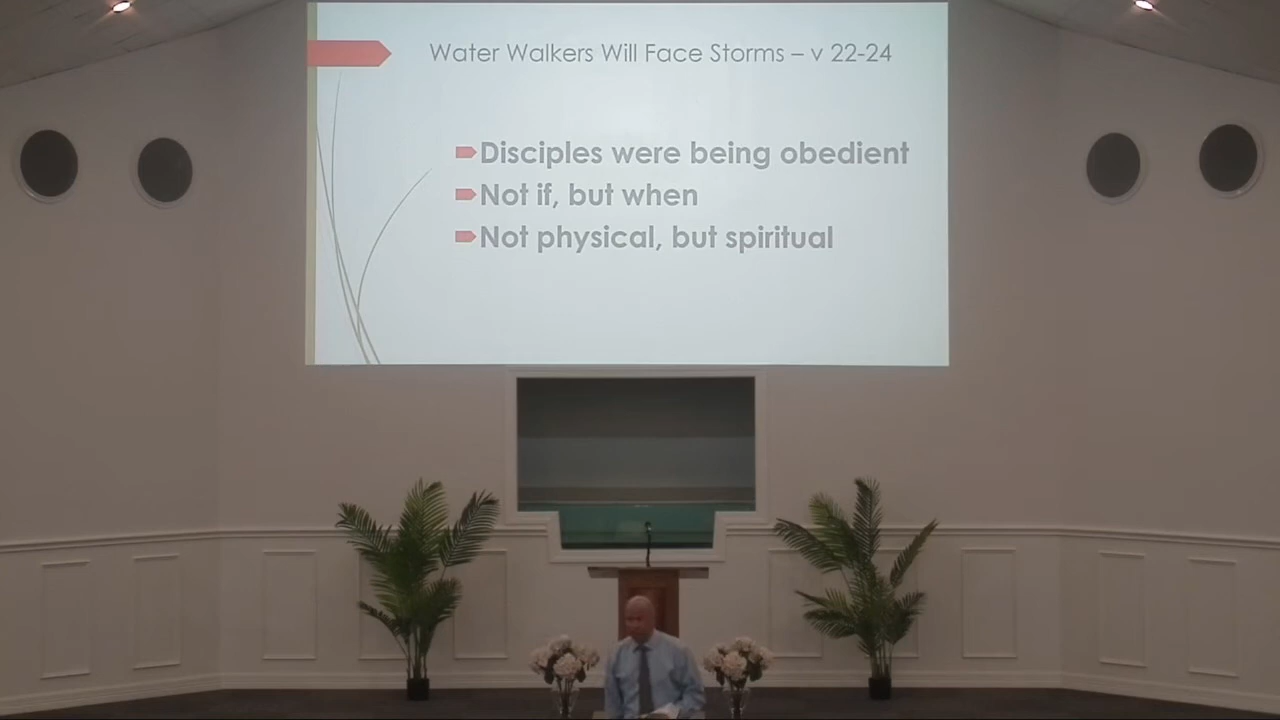 Water Walkers Will Face Storms – v 22-24
Disciples were being obedient
Not if, but when
Not physical, but spiritual